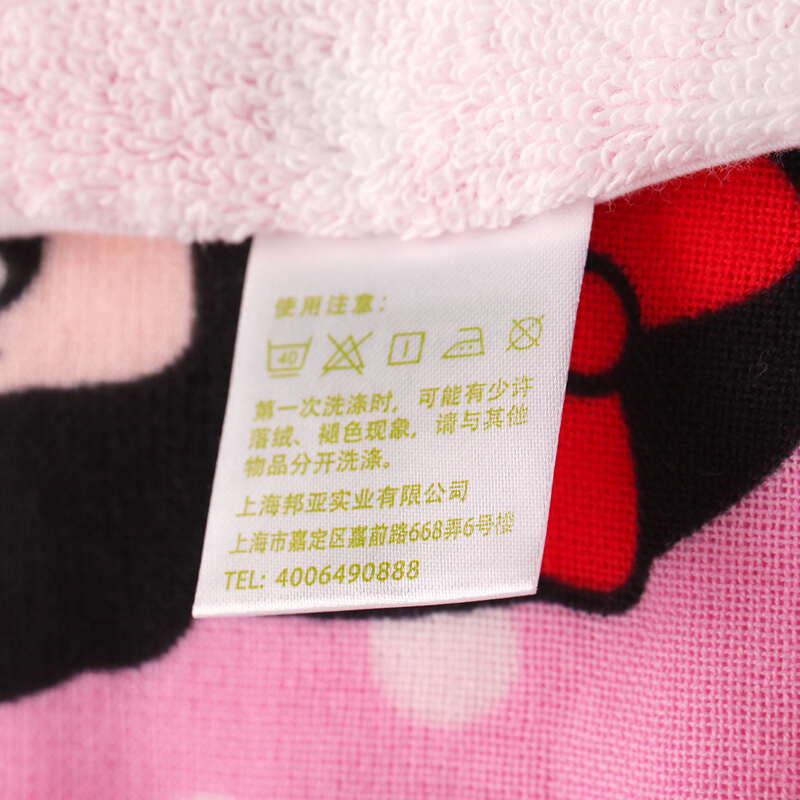 使用注意：
40
第一次洗涤时，可能有少许
落绒、褪色现象，请与其他
物品分开洗涤。
上海邦亚实业有限公司
上海市嘉定区嘉前路668弄6号楼
TEL: 4006490888